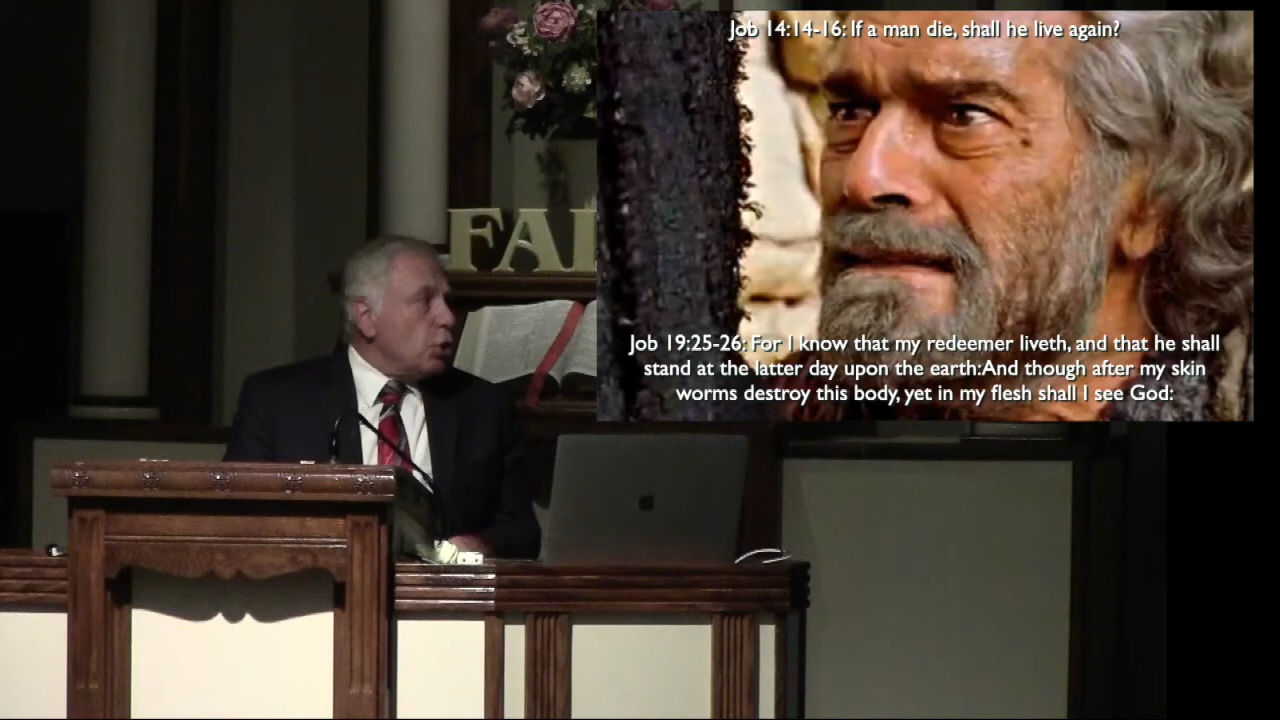 Job 14:14-16: If a man die, shall he live again?
FAI
Job 19:25-26: For I know that my redeemer liveth, and that he shall
stand at the latter day upon the earth:And though after my skin
worms destroy this body, yet in my flesh shall I see God: